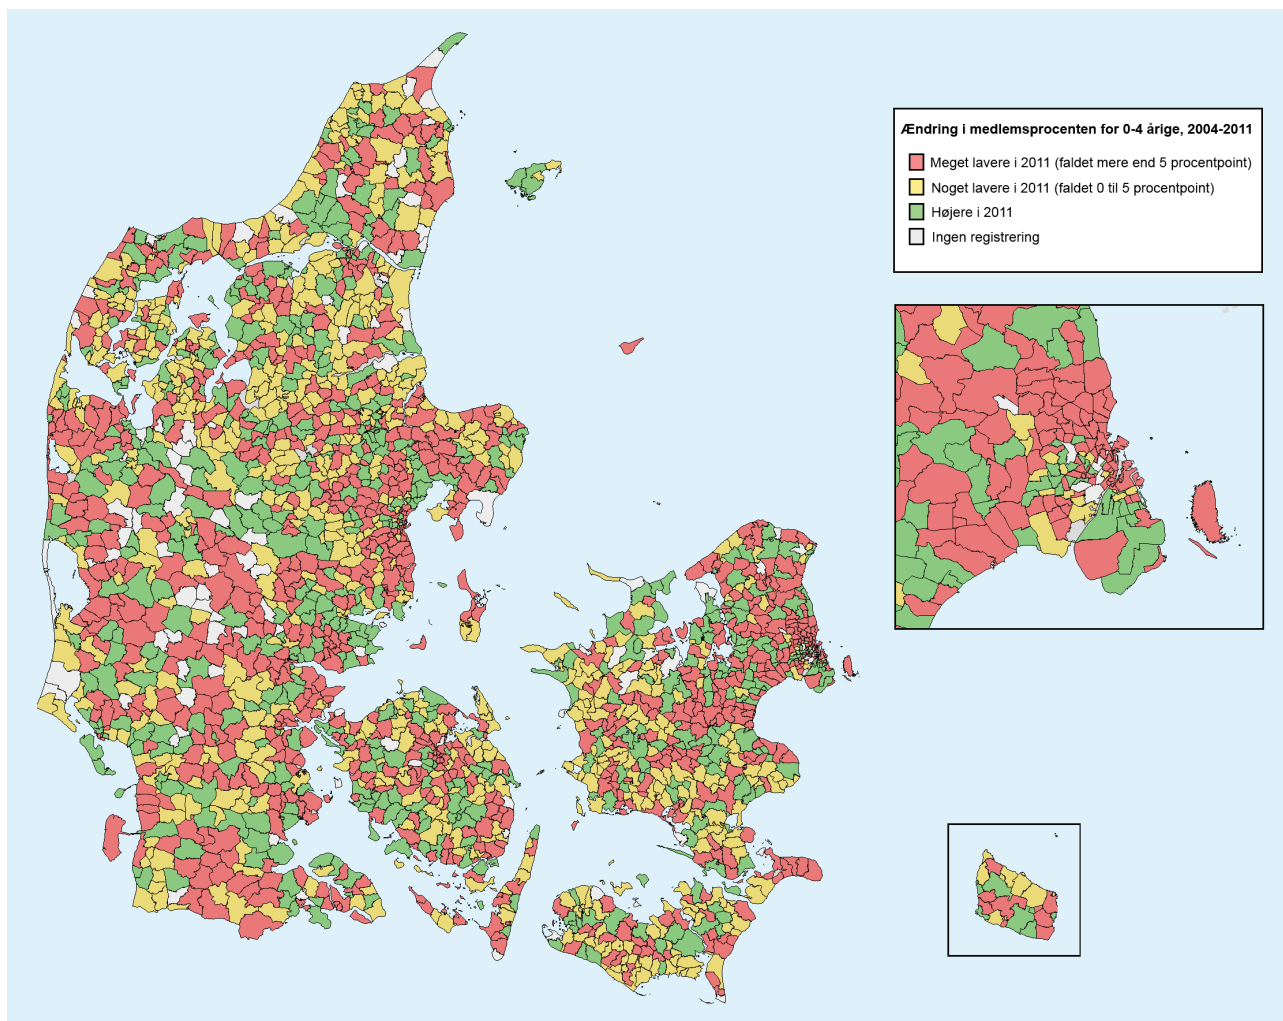 Ændring i medlemsprocenten for 0-4 årige, 2004-2011
Meget lavere i 2011 (faldet mere end 5 procentpoint)
Noget lavere i 2011 (faldet 0 til 5 procentpoint)
Højere i 2011
Ingen registrering